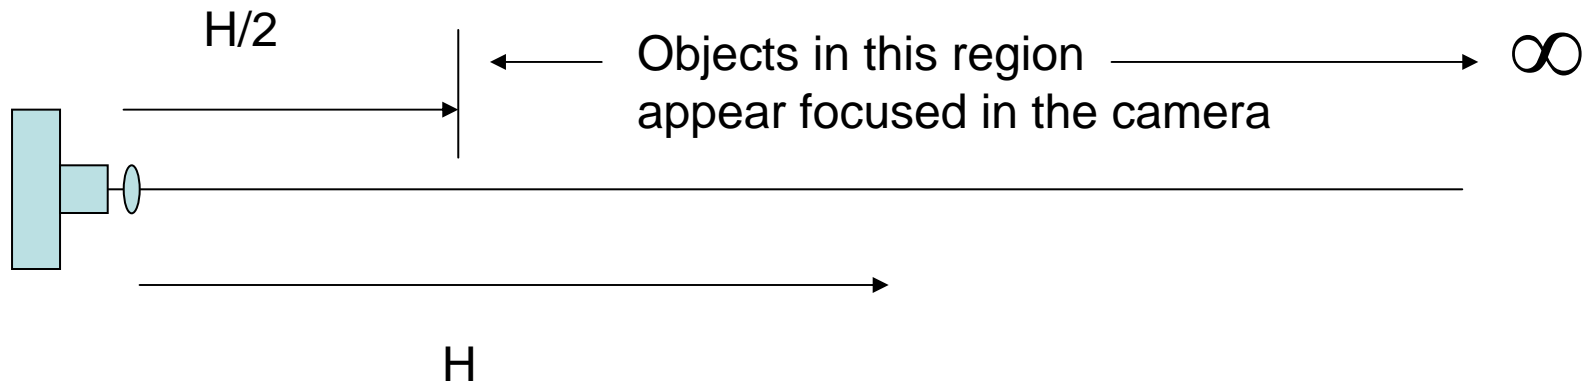 H/2
Objects in this region
appear focused in the camera
∞
H